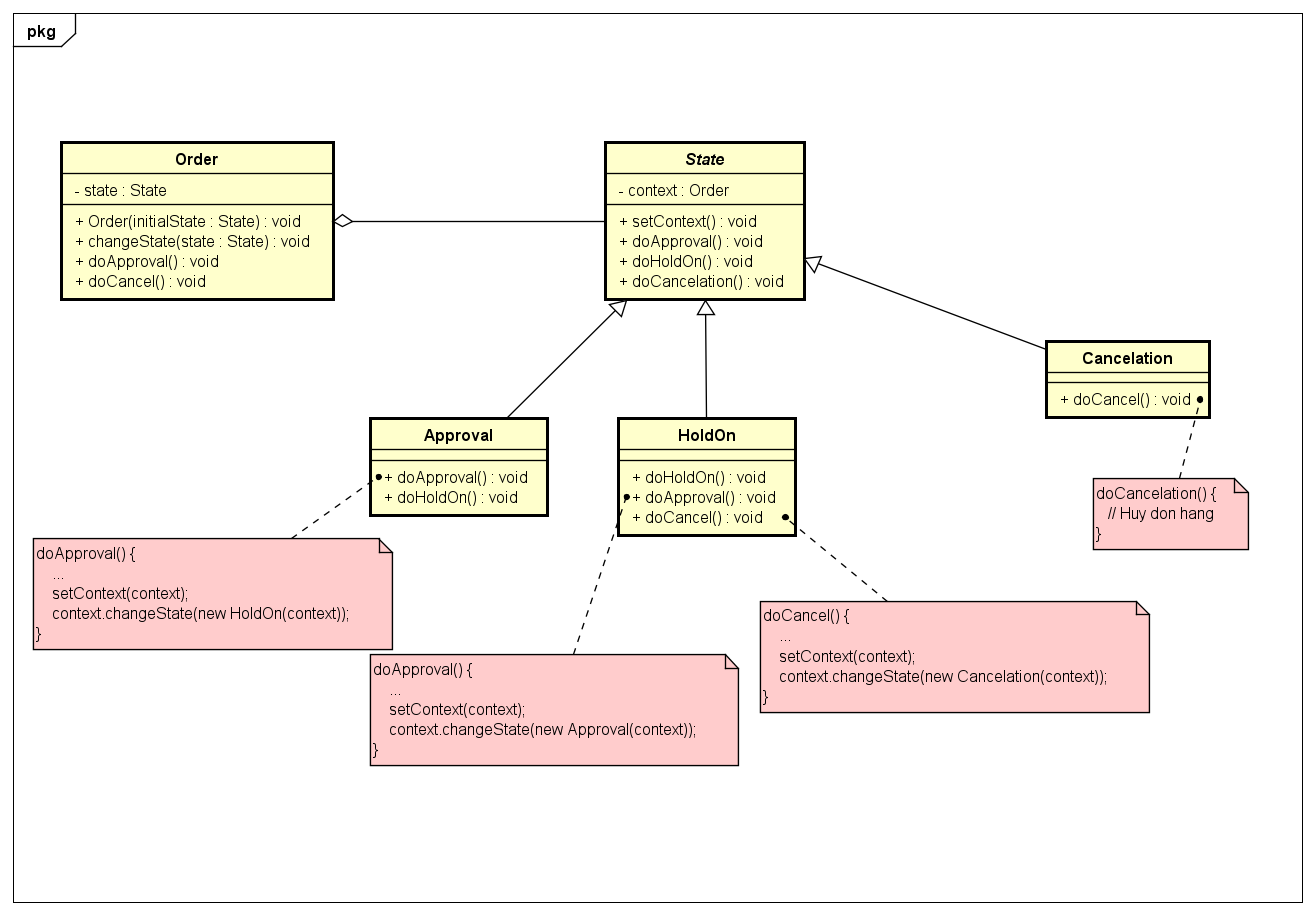 pkg
Order
- state : State
+ Order(initialState : State) : void
+ changeState(state : State) : void
+ doApproval() : void
+ doCancel() : void
State
- context : Order
+ setContext() : void
+ doApproval() : void
+ doHoldOn() : void
+ doCancelation() : void
Cancelation
+ doCancel() : void
Approval
+ doApproval() : void
+ doHoldOn() : void
HoldOn
+ doHoldOn() : void
+ doApproval() : void
+ doCancel() : void
doCancelation() {
// Huy don hang
}
doApproval() {
...
setContext(context);
context.changeState(new HoldOn(context));
}
doApproval() {
...
setContext(context);
context.changeState(new Approval(context));
}
doCancel() {
...
setContext(context);
context.changeState(new Cancelation(context));
}